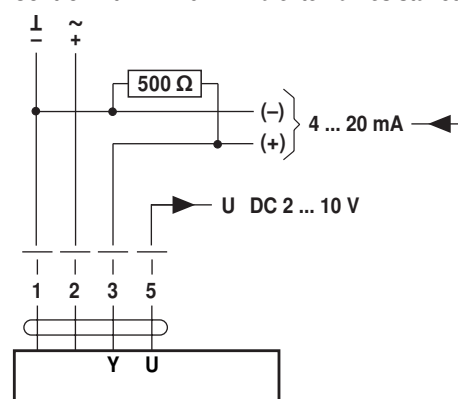 ⊥ ~
– +
500 Ω
(–)
4 ... 20 mA
(+)
U DC 2 ... 10 V
1 2 3 5
Y U